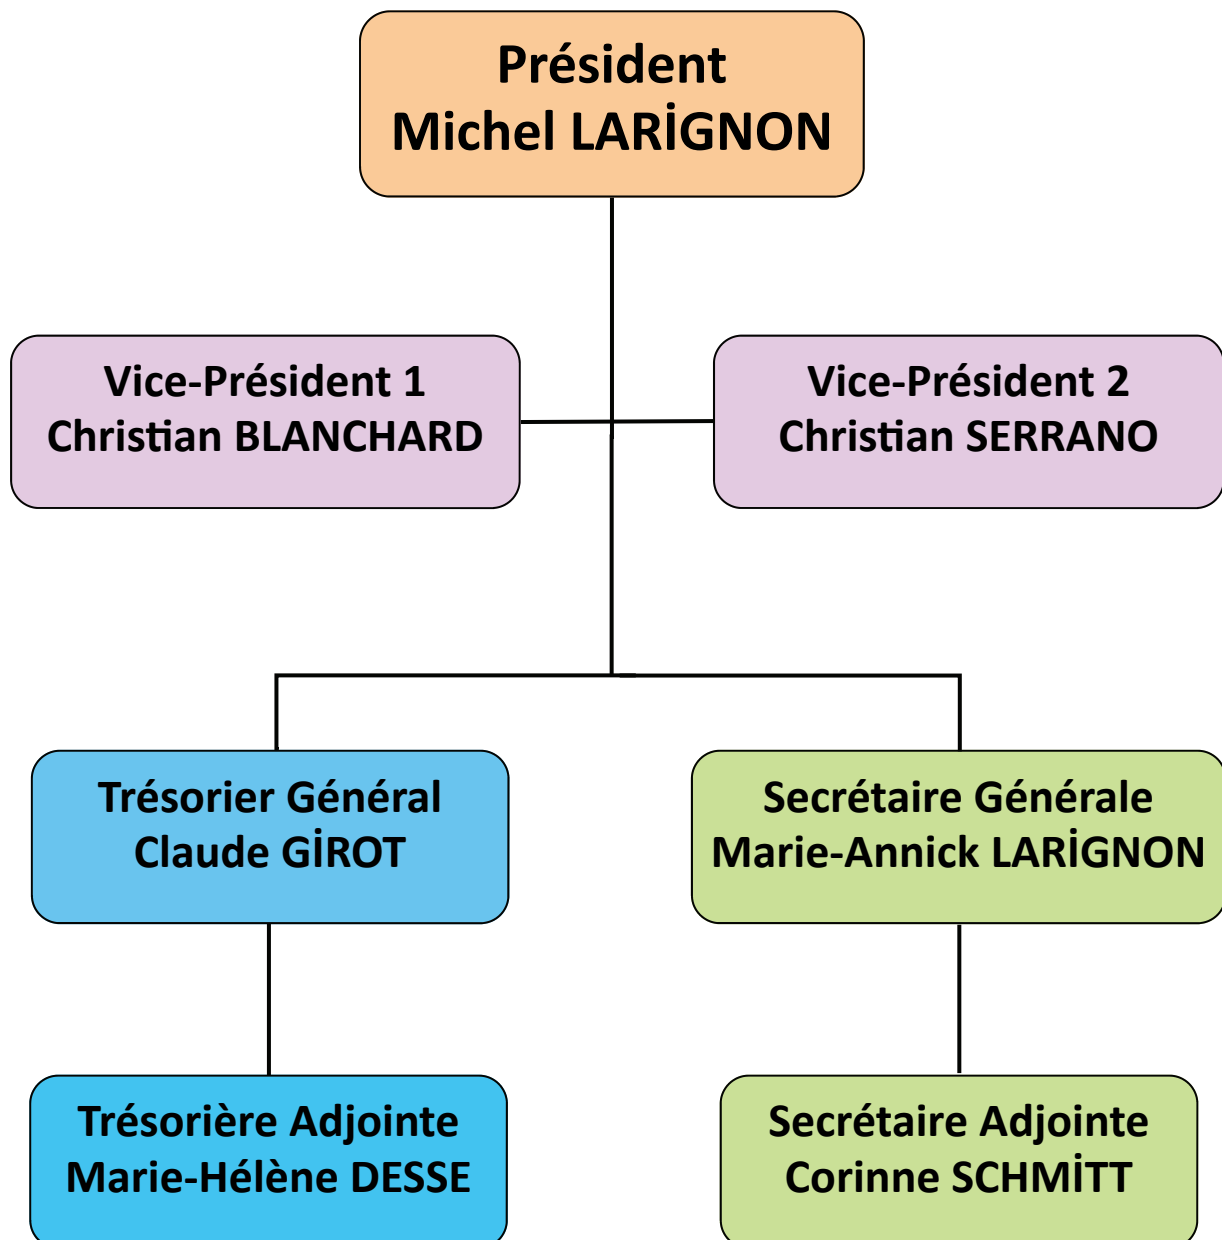 Président
Michel LARİGNON
Vice-Président 1
Christian BLANCHARD
Vice-Président 2
Christian SERRANO
Trésorier Général
Claude GİROT
Secrétaire Générale
Marie-Annick LARİGNON
Trésorière Adjointe
Marie-Hélène DESSE
Secrétaire Adjointe
Corinne SCHMİTT